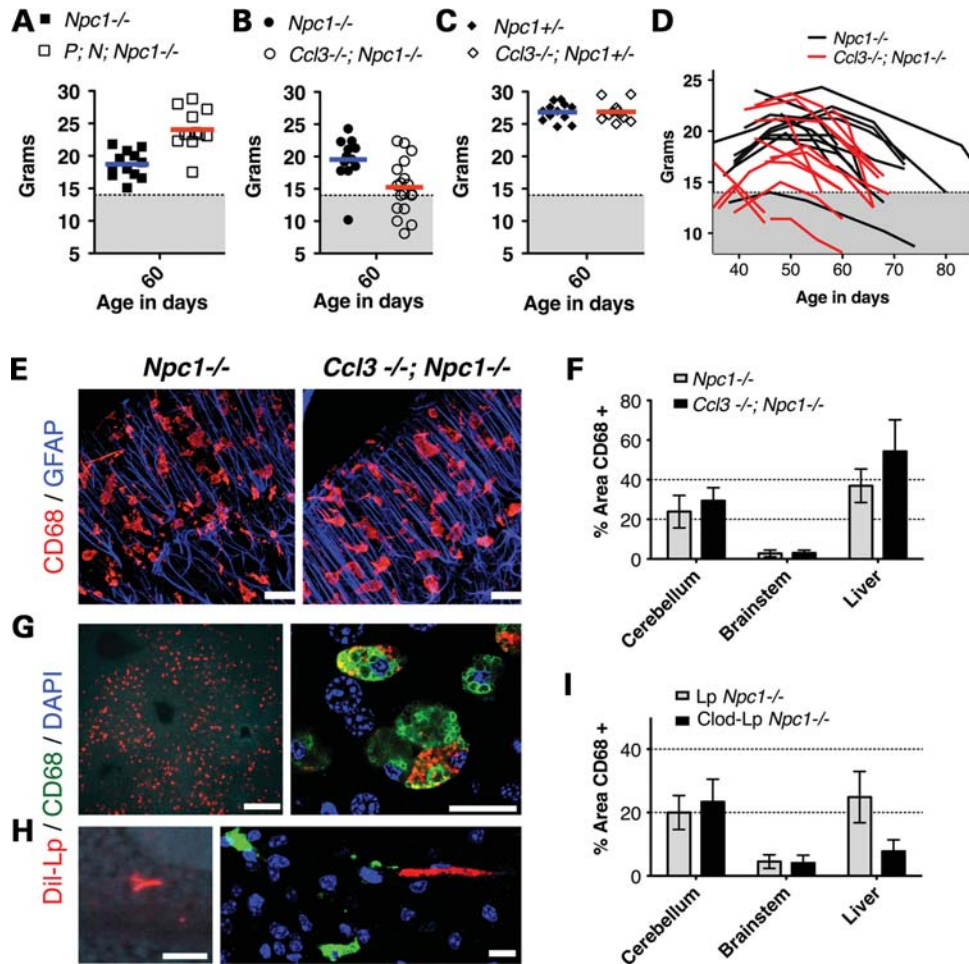 A
Npc1-/-
P; N; Npc1-/-
Grams
30
25
20
15
10
5
60
Age in days
B
Npc1-/-
Ccl3-/-; Npc1-/-
Grams
30
25
20
15
10
5
60
Age in days
C
Npc1+/-
Ccl3-/-; Npc1+/-
Grams
30
25
20
15
10
5
60
Age in days
D
Npc1-/-
Ccl3-/-; Npc1-/-
Grams
25
20
15
10
40 50 60 70 80
Age in days
E
Npc1-/-
Ccl3 -/-; Npc1-/-
CD68 / GFAP
F
Npc1-/-
Ccl3 -/-; Npc1-/-
% Area CD68 +
80
60
40
20
0
Cerebellum
Brainstem
Liver
G
H
Dil-Lp / CD68 / DAPI
I
Lp Npc1-/-
Clod-Lp Npc1-/-
% Area CD68 +
40
20
0
Cerebellum
Brainstem
Liver